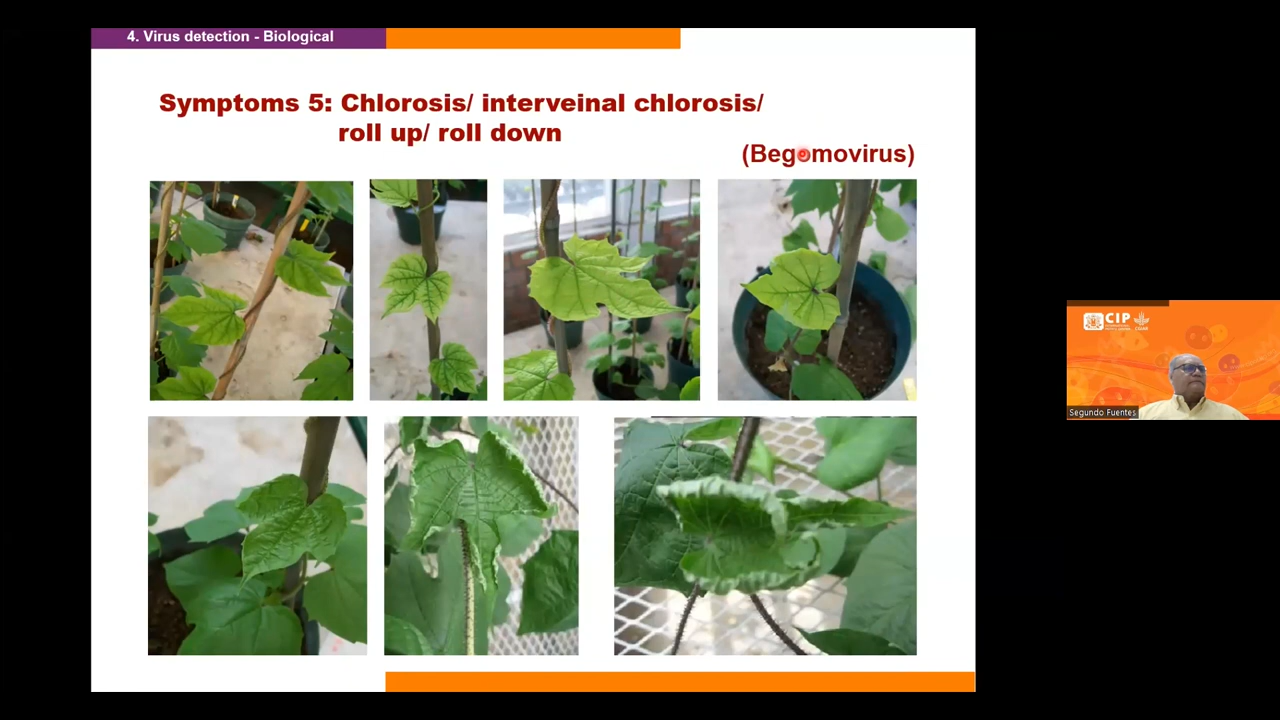 4. Virus detection - Biological
Symptoms 5: Chlorosis/ interveinal chlorosis/
roll up/ roll down
(Begomovirus)
CIP
Segundo Fuentes